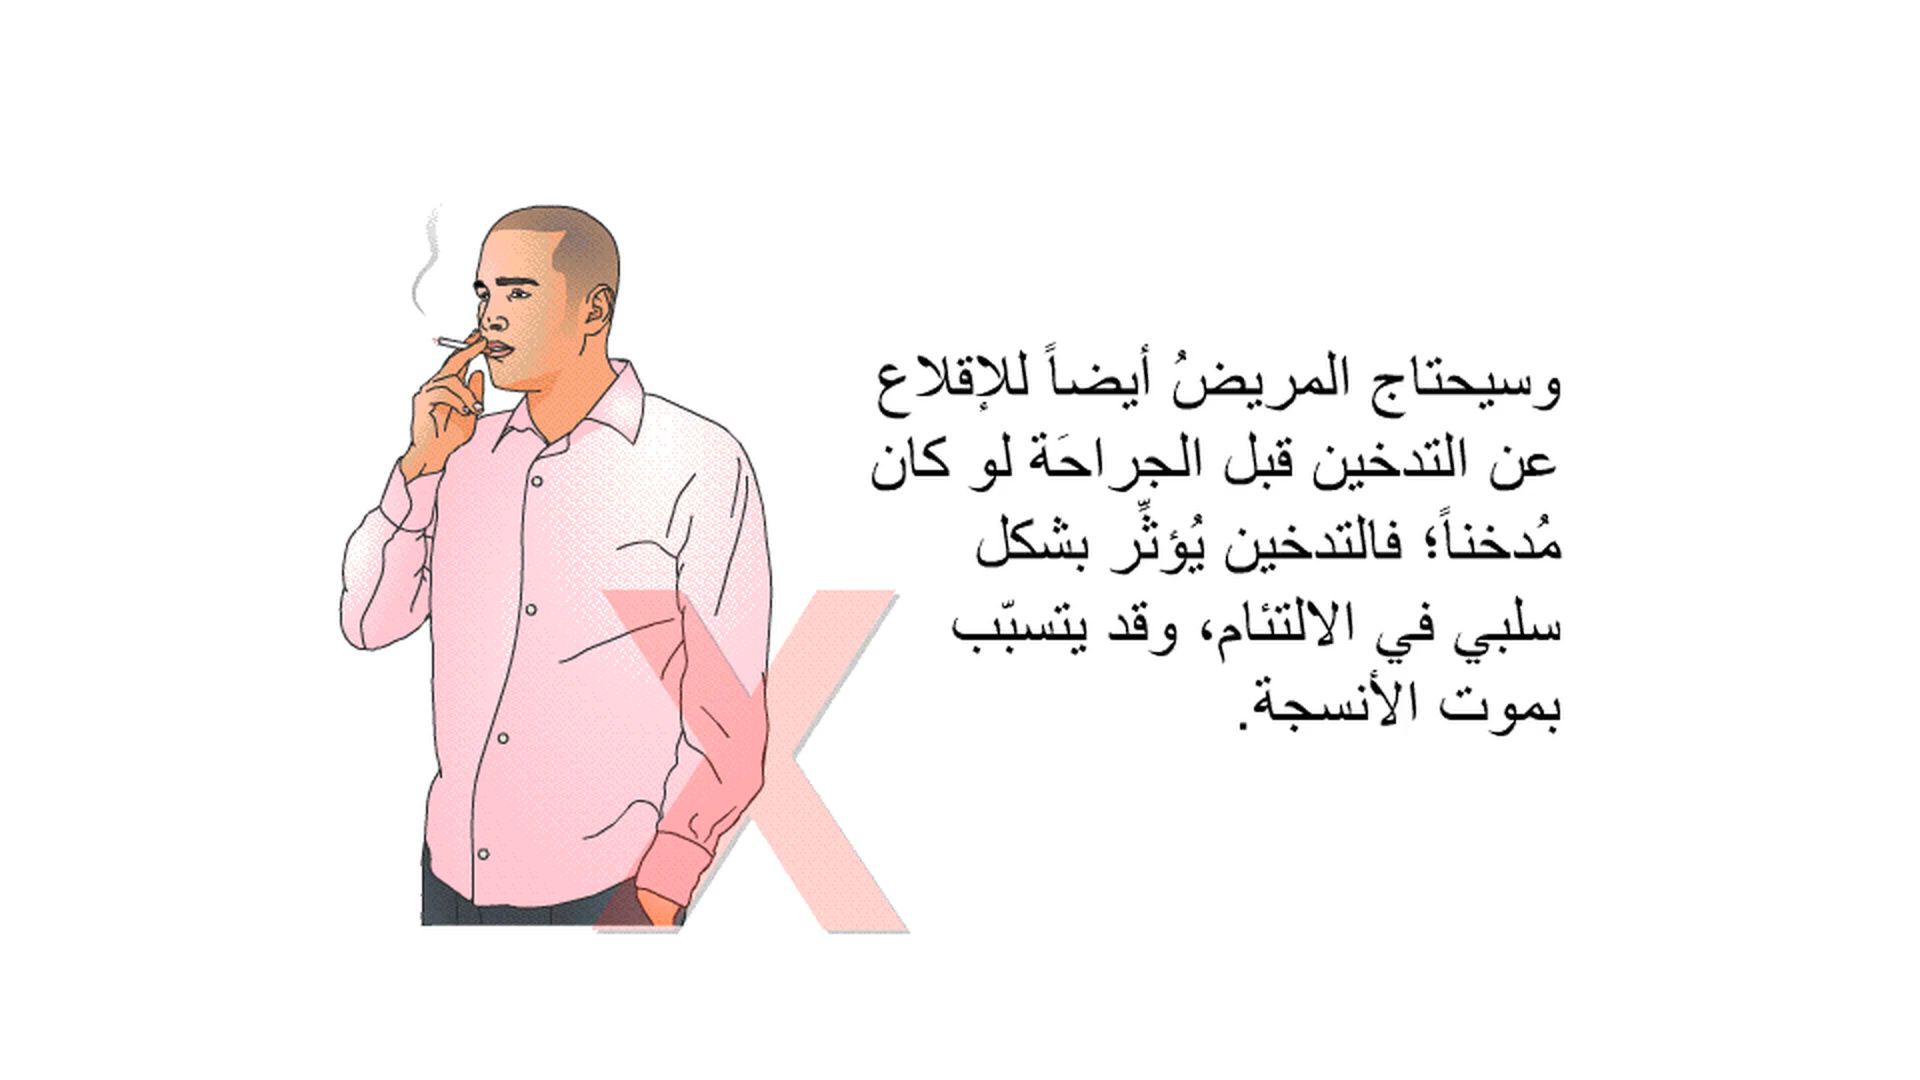 وسيحتاج المريضُ أيضاً للإقلاع
عن التدخين قبل الجراحَة لو كان
مُدخناً؛ فالتدخين يُؤثِّر بشكل
سلبي في الالتئام، وقد يتسبّب
بموت الأنسجة.